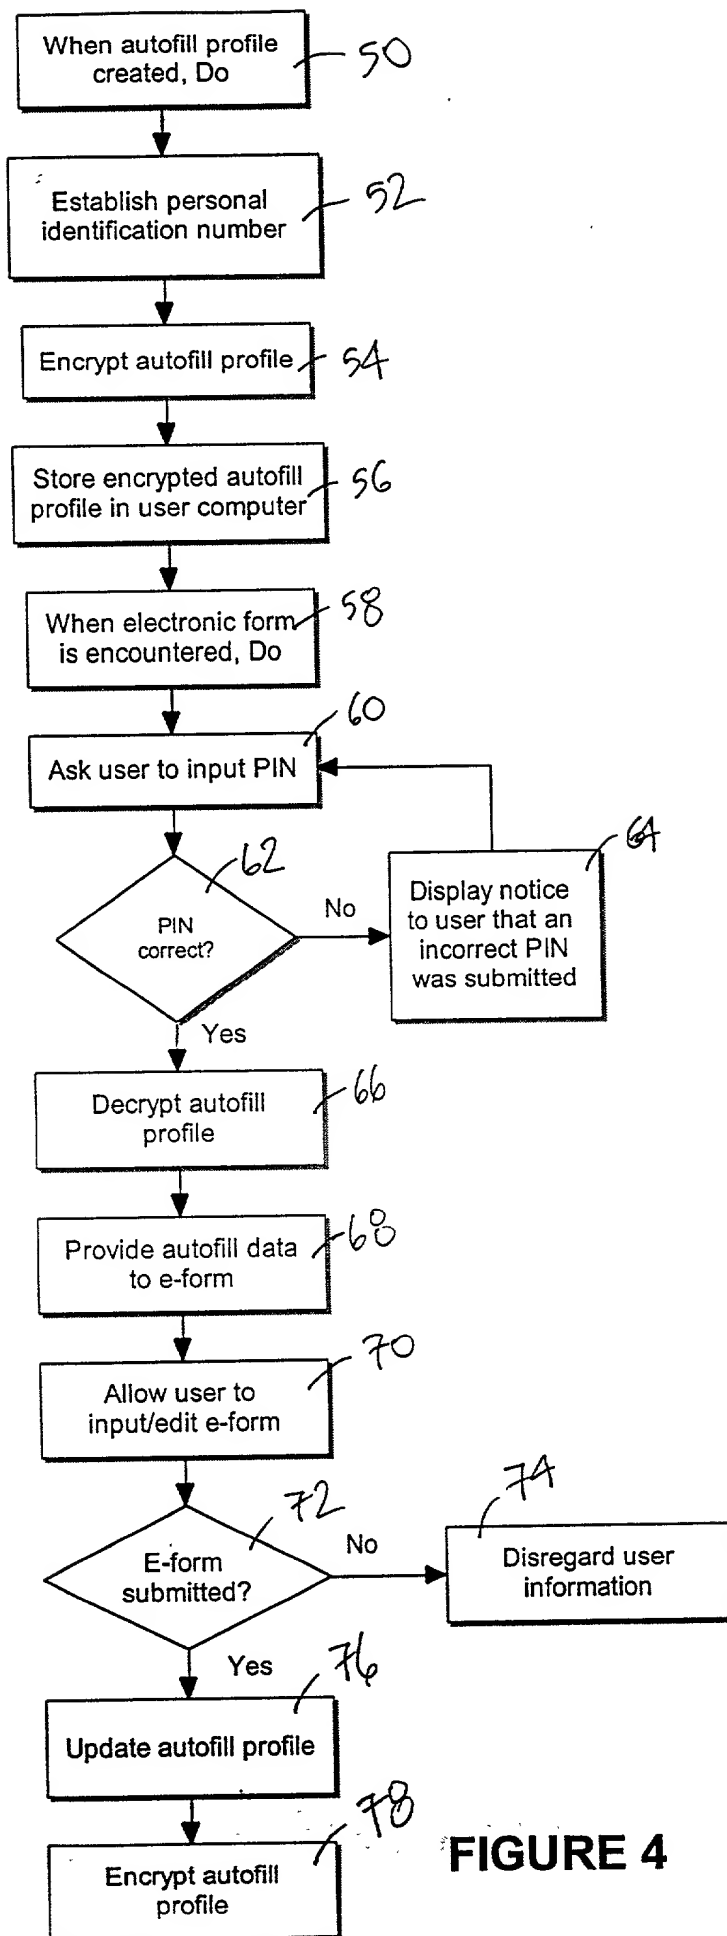 When autofill profile
created, Do
50
Establish personal
identification number
52
Encrypt autofill profile
54
Store encrypted autofill
profile in user computer
56
When electronic form
is encountered, Do
58
60
Ask user to input PIN
62
PIN
correct?
No
64
Display notice
to user that an
incorrect PIN
was submitted
Yes
Decrypt autofill
profile
66
Provide autofill data
to e-form
68
70
Allow user to
input/edit e-form
72
E-form
submitted?
No
74
Disregard user
information
Yes
76
Update autofill profile
78
Encrypt autofill
profile
FIGURE 4